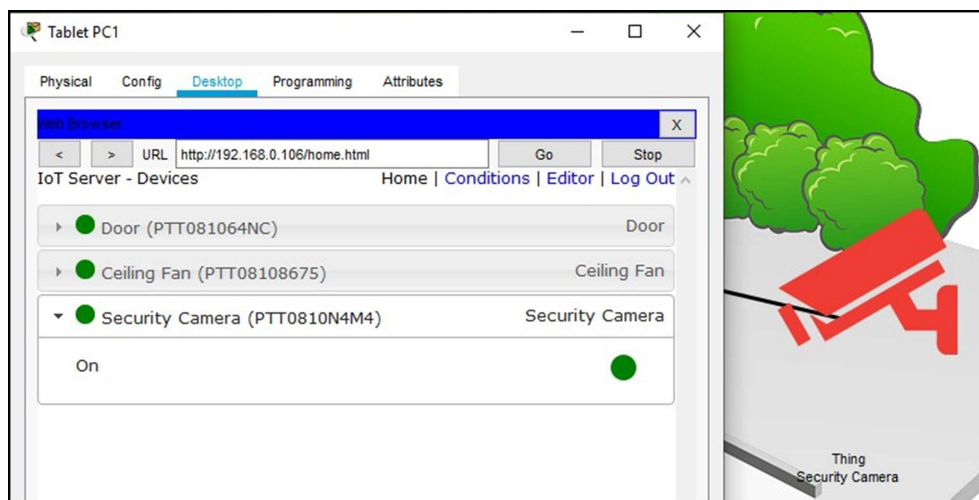 Tablet PC1
Physical Config Desktop Programming Attributes
Web Browser X
< > URL http://192.168.0.106/home.html Go Stop
IoT Server - Devices Home | Conditions | Editor | Log Out
Door (PTT081064NC) Door
Ceiling Fan (PTT08108675) Ceiling Fan
Security Camera (PTT0810N4M4) Security Camera
On
Thing
Security Camera